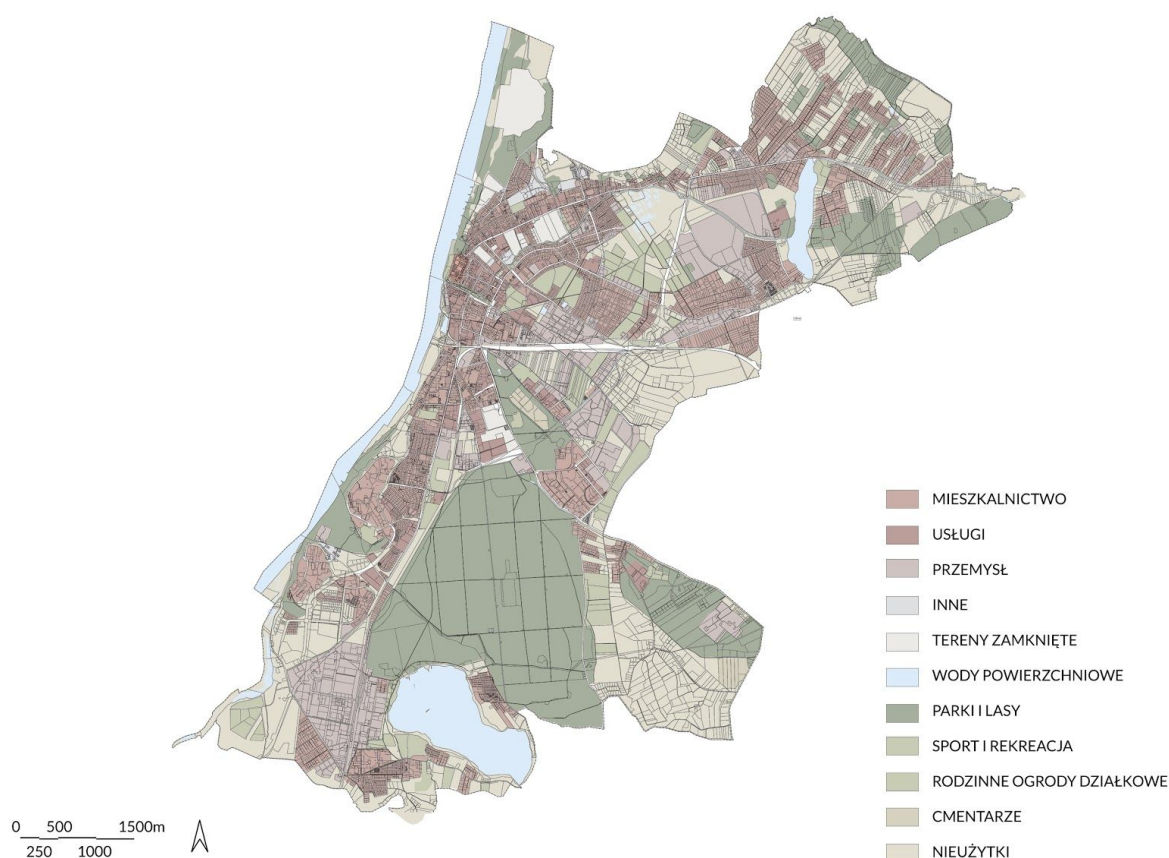 MIESZKALNICTWO
USŁUGI
PRZEMYSŁ
INNE
TERENY ZAMKNIĘTE
WODY POWIERZCHNIOWE
PARKI I LASY
SPORT I REKREACJA
RODZINNE OGRODY DZIAŁKOWE
CMENTARZE
NIEUŻYTKI
0 500 1500m
250 1000